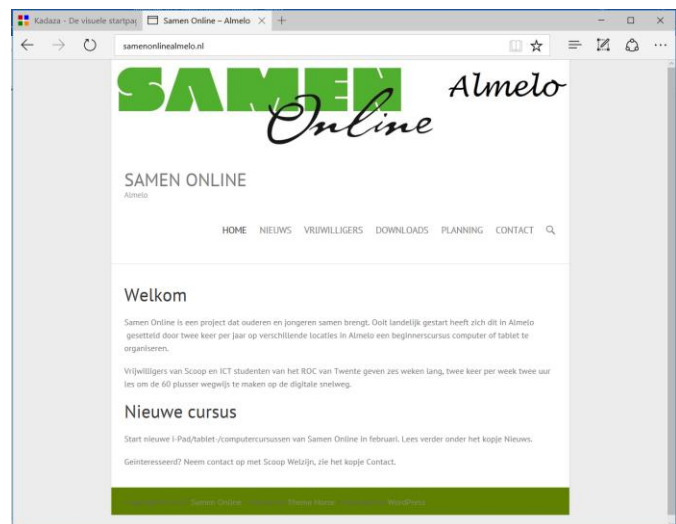 Kadaza - De visuele startpa
Samen Online – Almelo
samenonlinealmelo.nl
SAMEN Online Almelo
SAMEN ONLINE
Almelo
HOME NIEUWS VRIJWILLIGERS DOWNLOADS PLANNING CONTACT
Welkom
Samen Online is een project dat ouderen en jongeren samen brengt. Ooit landelijk gestart heeft zich dit in Almelo
gesetteld door twee keer per jaar op verschillende locaties in Almelo een beginnerscursus computer of tablet te
organiseren.
Vrijwilligers van Scoop en ICT studenten van het ROC van Twente geven zes weken lang, twee keer per week twee uur
les om de 60 plusser wegwijs te maken op de digitale snelweg.
Nieuwe cursus
Start nieuwe i-Pad/tablet-/computercursussen van Samen Online in februari. Lees verder onder het kopje Nieuws.
Geïnteresseerd? Neem contact op met Scoop Welzijn, zie het kopje Contact.
Samen Online Theme Horse WordPress